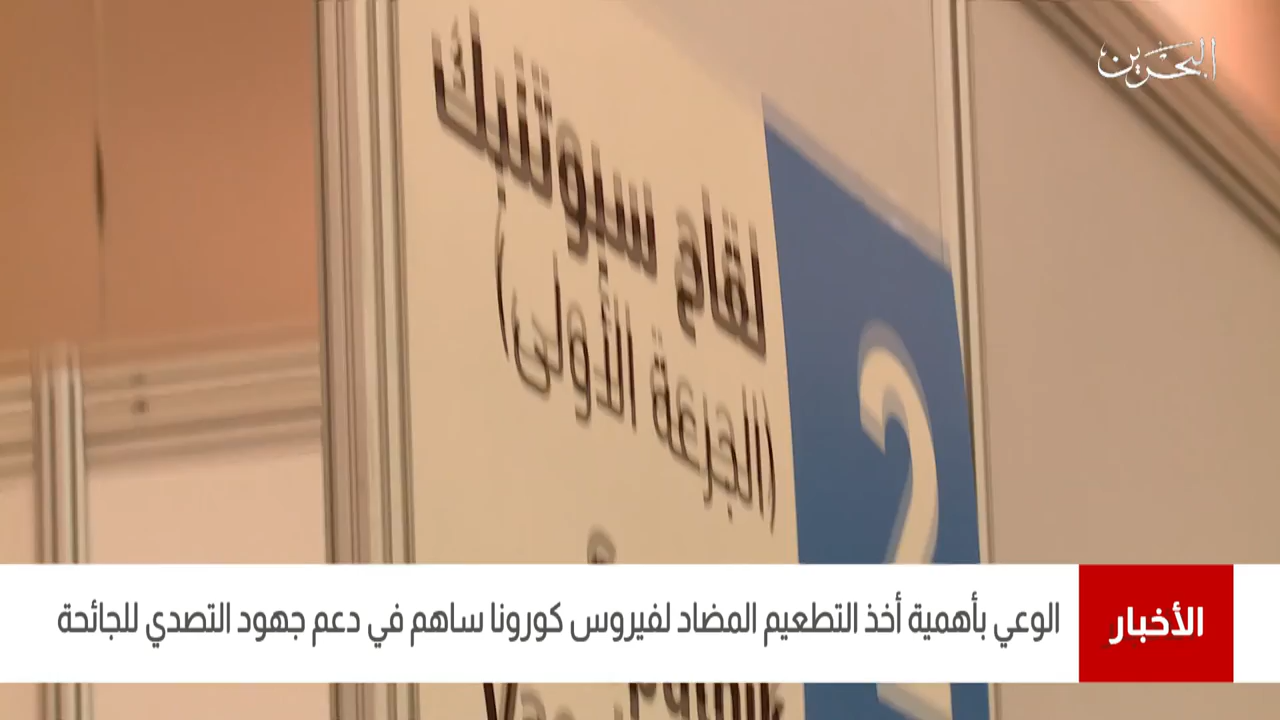 البحرين
لقاح سبوتنيك
(الجرعة الأولى)
2
الأخبار
الوعي بأهمية أخذ التطعيم المضاد لفيروس كورونا ساهم في دعم جهود التصدي للجائحة